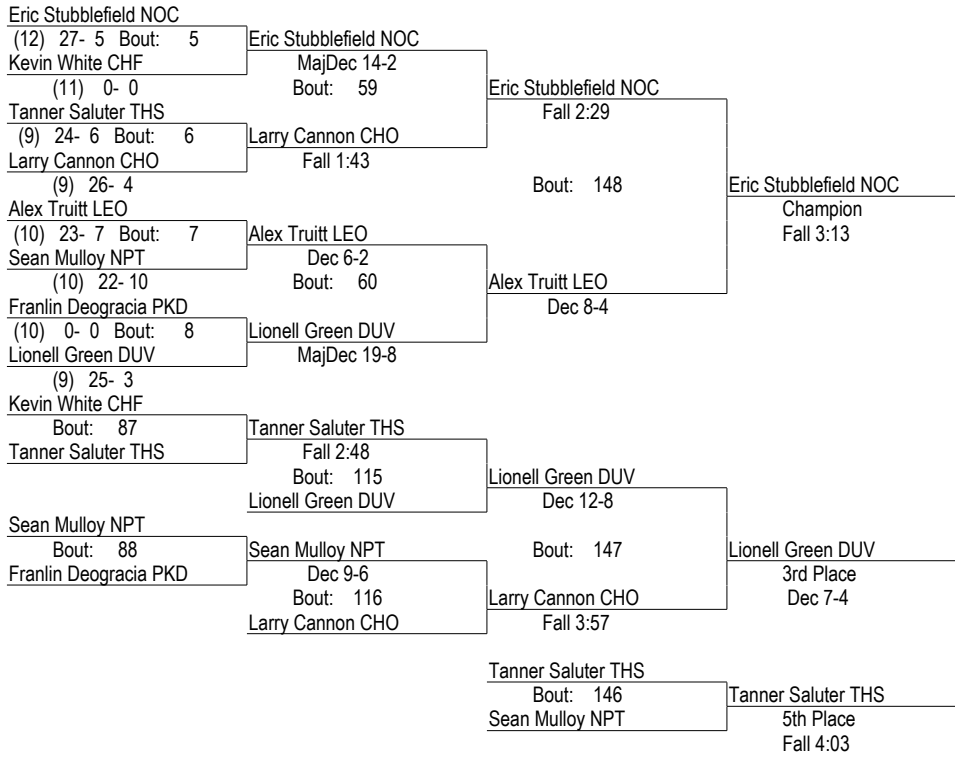 Eric Stubblefield NOC
(12) 27- 5 Bout: 5 Eric Stubblefield NOC
Kevin White CHF MajDec 14-2
(11) 0- 0 Bout: 59 Eric Stubblefield NOC
Tanner Saluter THS Fall 2:29
(9) 24- 6 Bout: 6 Larry Cannon CHO
Larry Cannon CHO Fall 1:43
(9) 26- 4 Bout: 148 Eric Stubblefield NOC
Alex Truitt LEO Champion
(10) 23- 7 Bout: 7 Alex Truitt LEO Fall 3:13
Sean Mulloy NPT Dec 6-2
(10) 22- 10 Bout: 60 Alex Truitt LEO
Franlin Deogracia PKD Dec 8-4
(10) 0- 0 Bout: 8 Lionell Green DUV
Lionell Green DUV MajDec 19-8
(9) 25- 3
Kevin White CHF
Bout: 87 Tanner Saluter THS
Tanner Saluter THS Fall 2:48
Bout: 115 Lionell Green DUV
Lionell Green DUV Dec 12-8
Sean Mulloy NPT
Bout: 88 Sean Mulloy NPT Bout: 147 Lionell Green DUV
Franlin Deogracia PKD Dec 9-6 3rd Place
Bout: 116 Larry Cannon CHO Dec 7-4
Larry Cannon CHO Fall 3:57
Tanner Saluter THS
Bout: 146 Tanner Saluter THS
Sean Mulloy NPT 5th Place
Fall 4:03